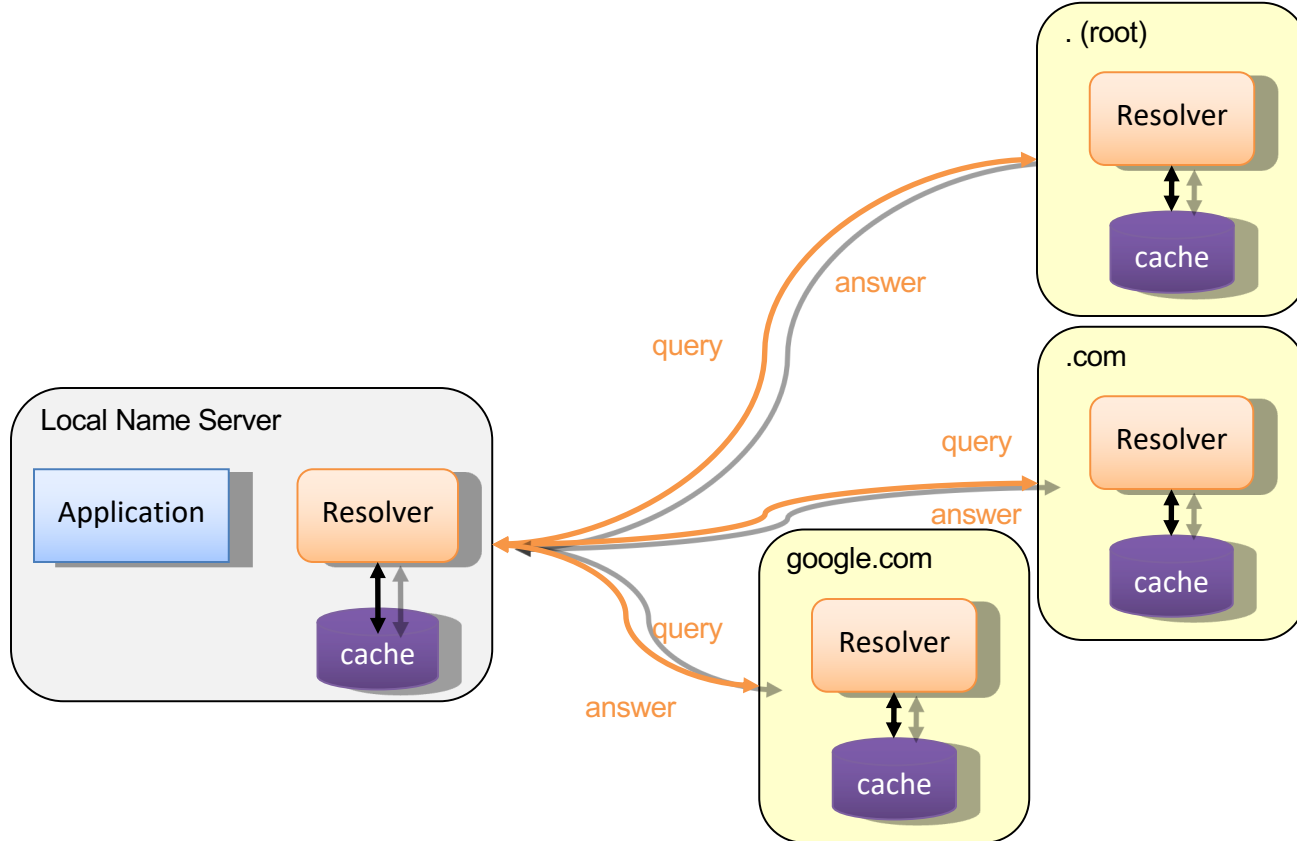 . (root)
Resolver
cache
answer
query
.com
Resolver
cache
query
answer
Local Name Server
Application
Resolver
cache
google.com
Resolver
cache
query
answer